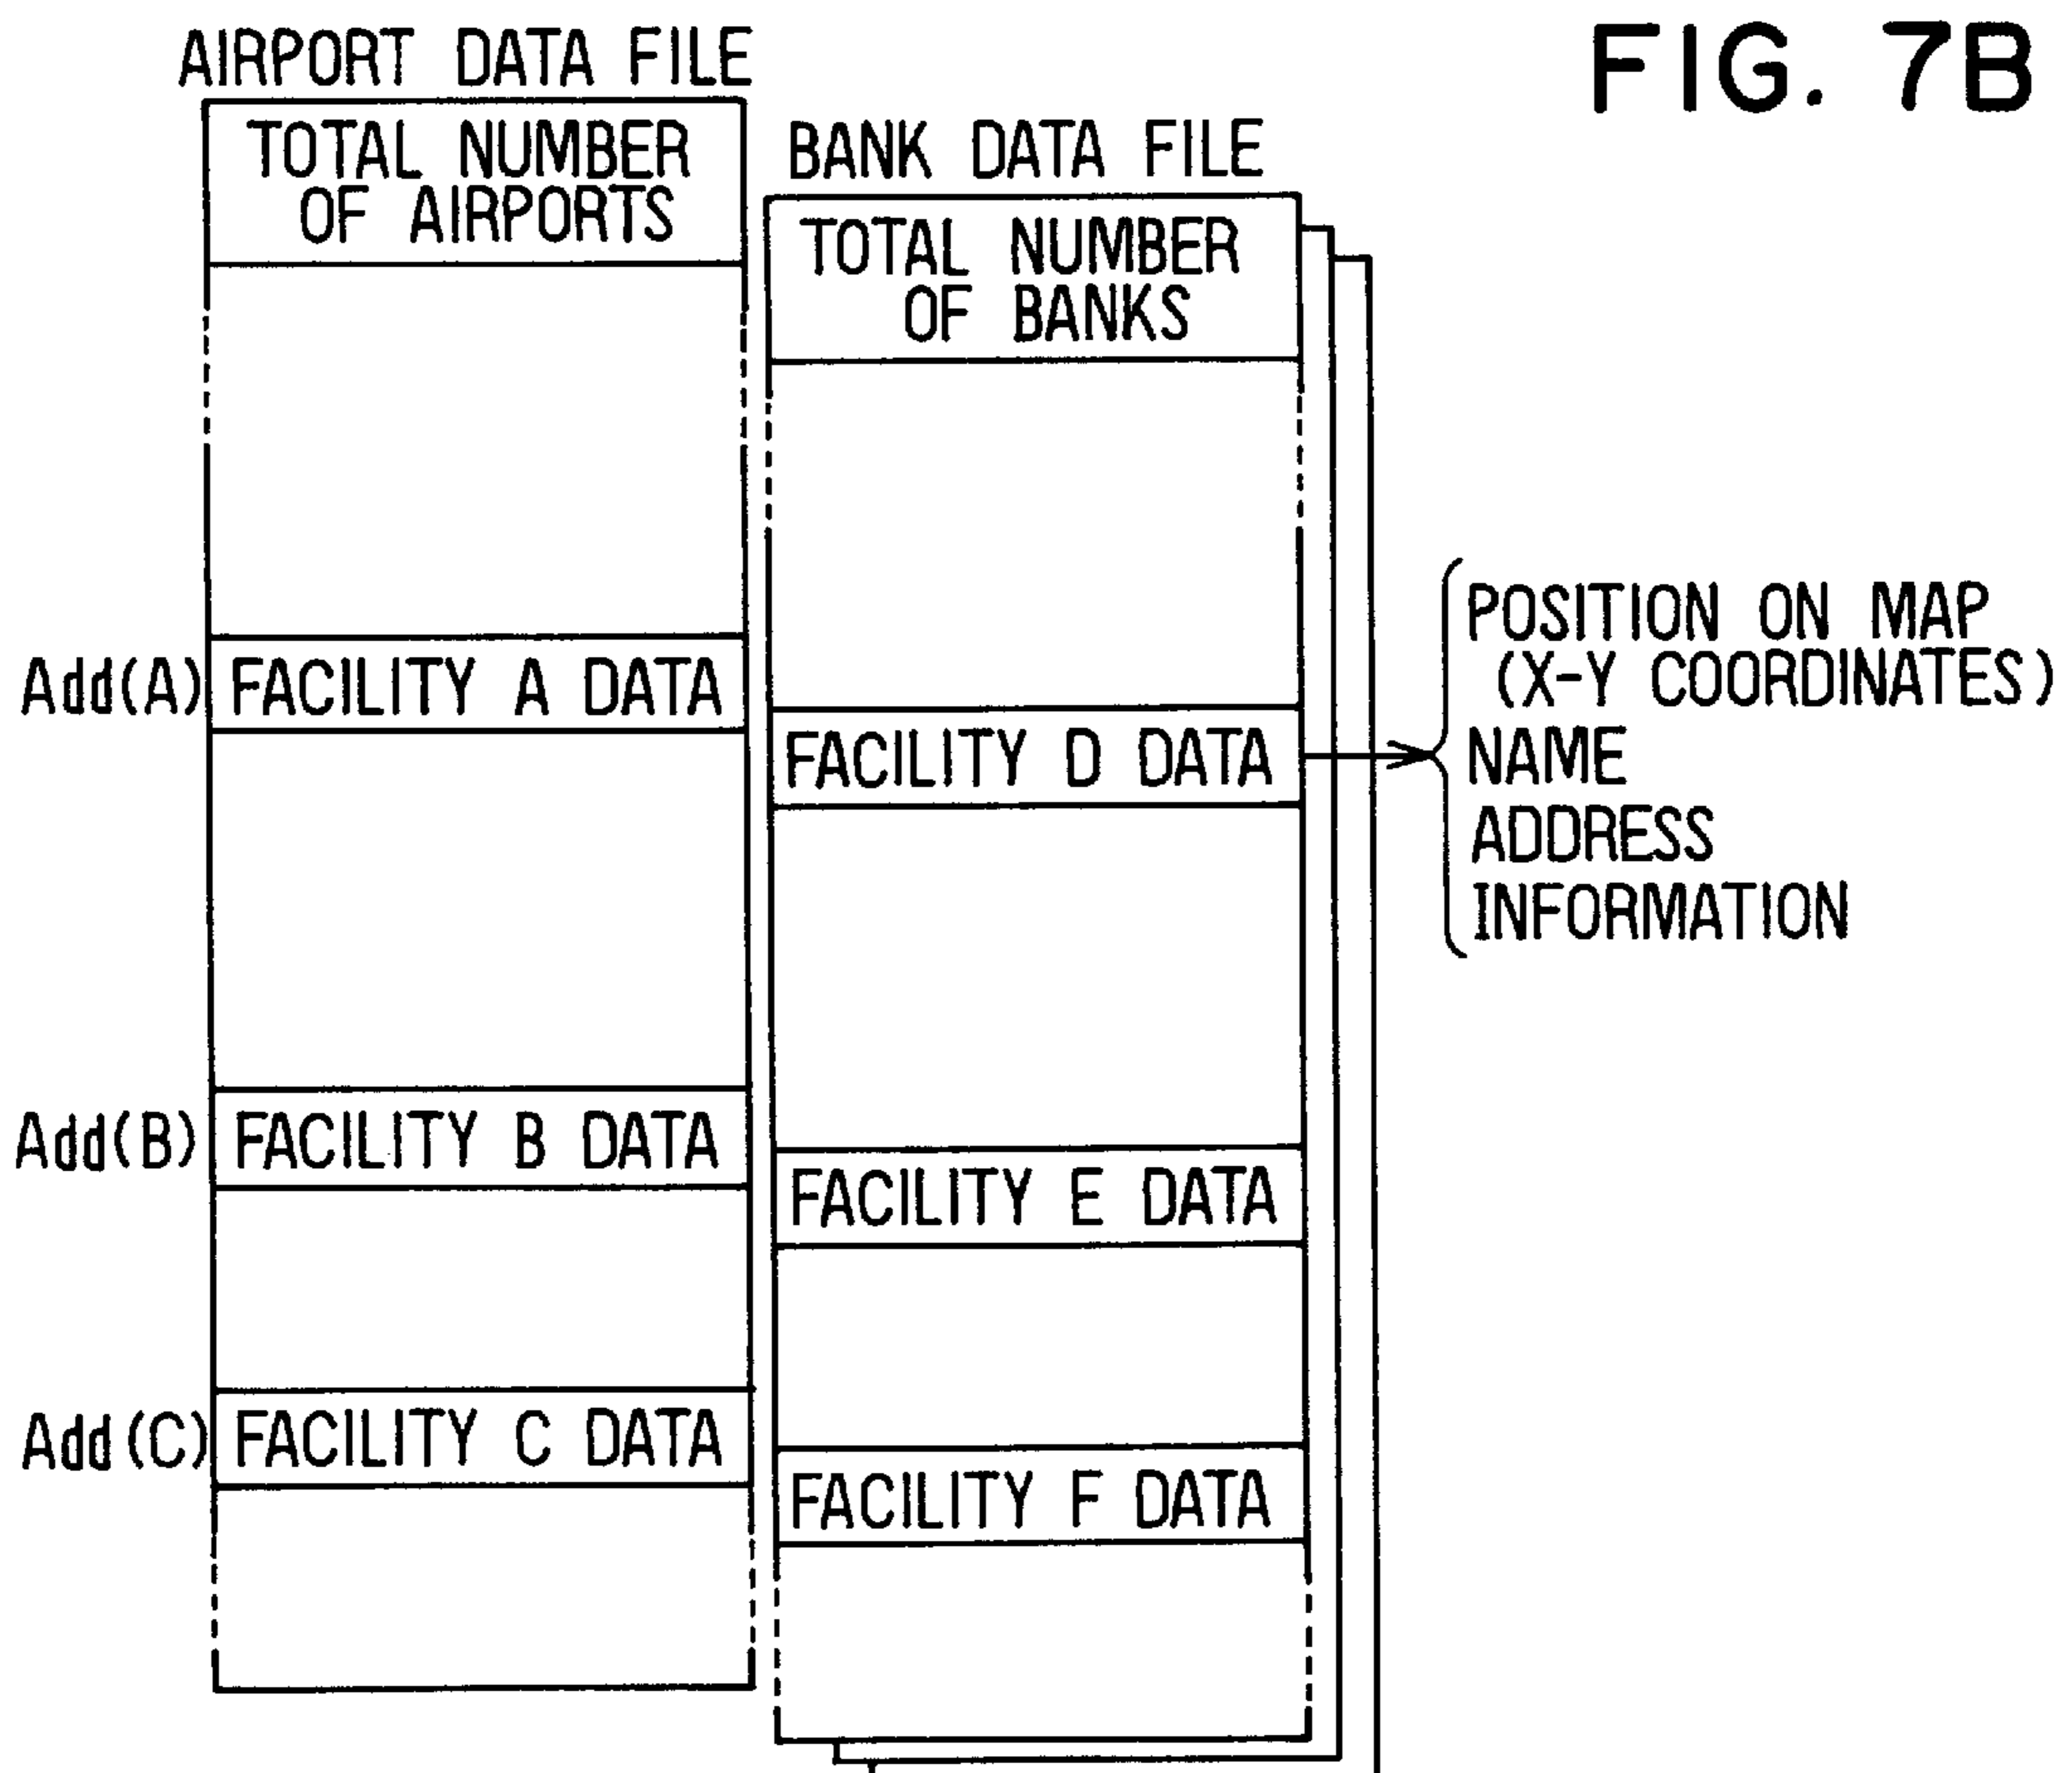 FIG. 7B
AIRPORT DATA FILE
TOTAL NUMBER
OF AIRPORTS
Add(A)
FACILITY A DATA
Add(B)
FACILITY B DATA
Add(C)
FACILITY C DATA
BANK DATA FILE
TOTAL NUMBER
OF BANKS
FACILITY D DATA
FACILITY E DATA
FACILITY F DATA
POSITION ON MAP
(X-Y COORDINATES)
NAME
ADDRESS
INFORMATION